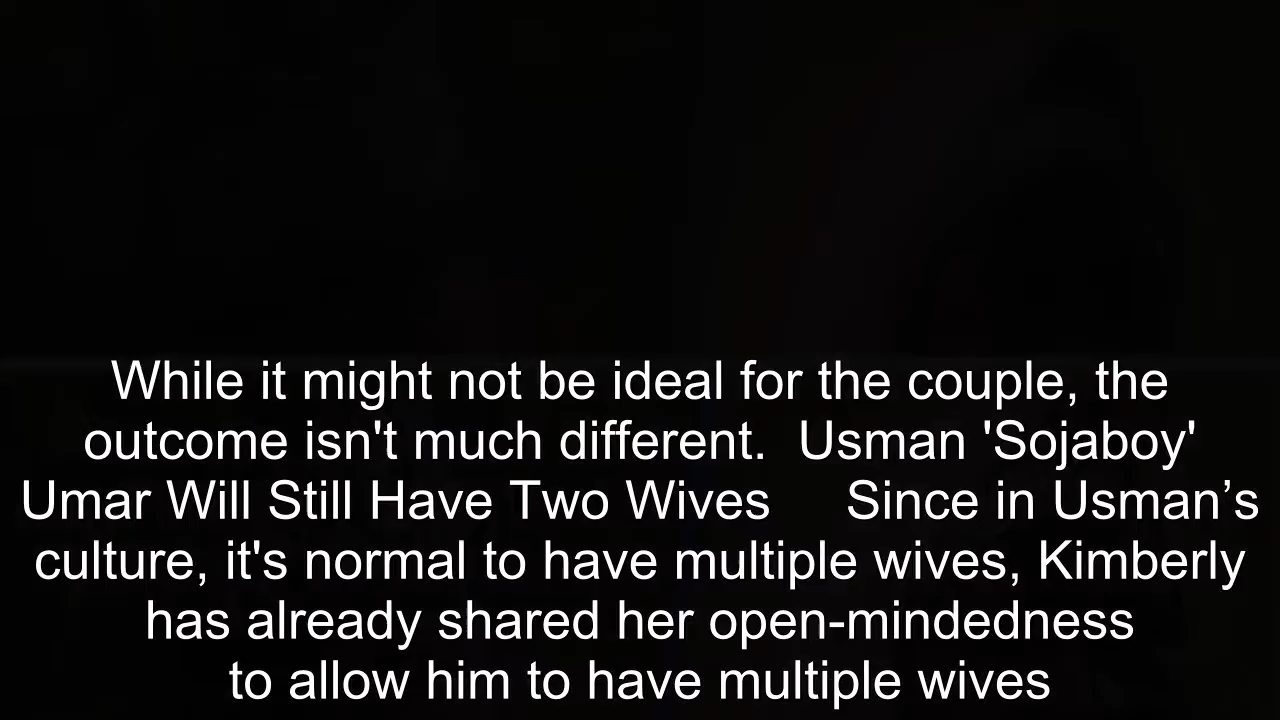 While it might not be ideal for the couple, the
outcome isn't much different.  Usman 'Sojaboy'
Umar Will Still Have Two Wives     Since in Usman’s
culture, it's normal to have multiple wives, Kimberly
has already shared her open-mindedness
to allow him to have multiple wives